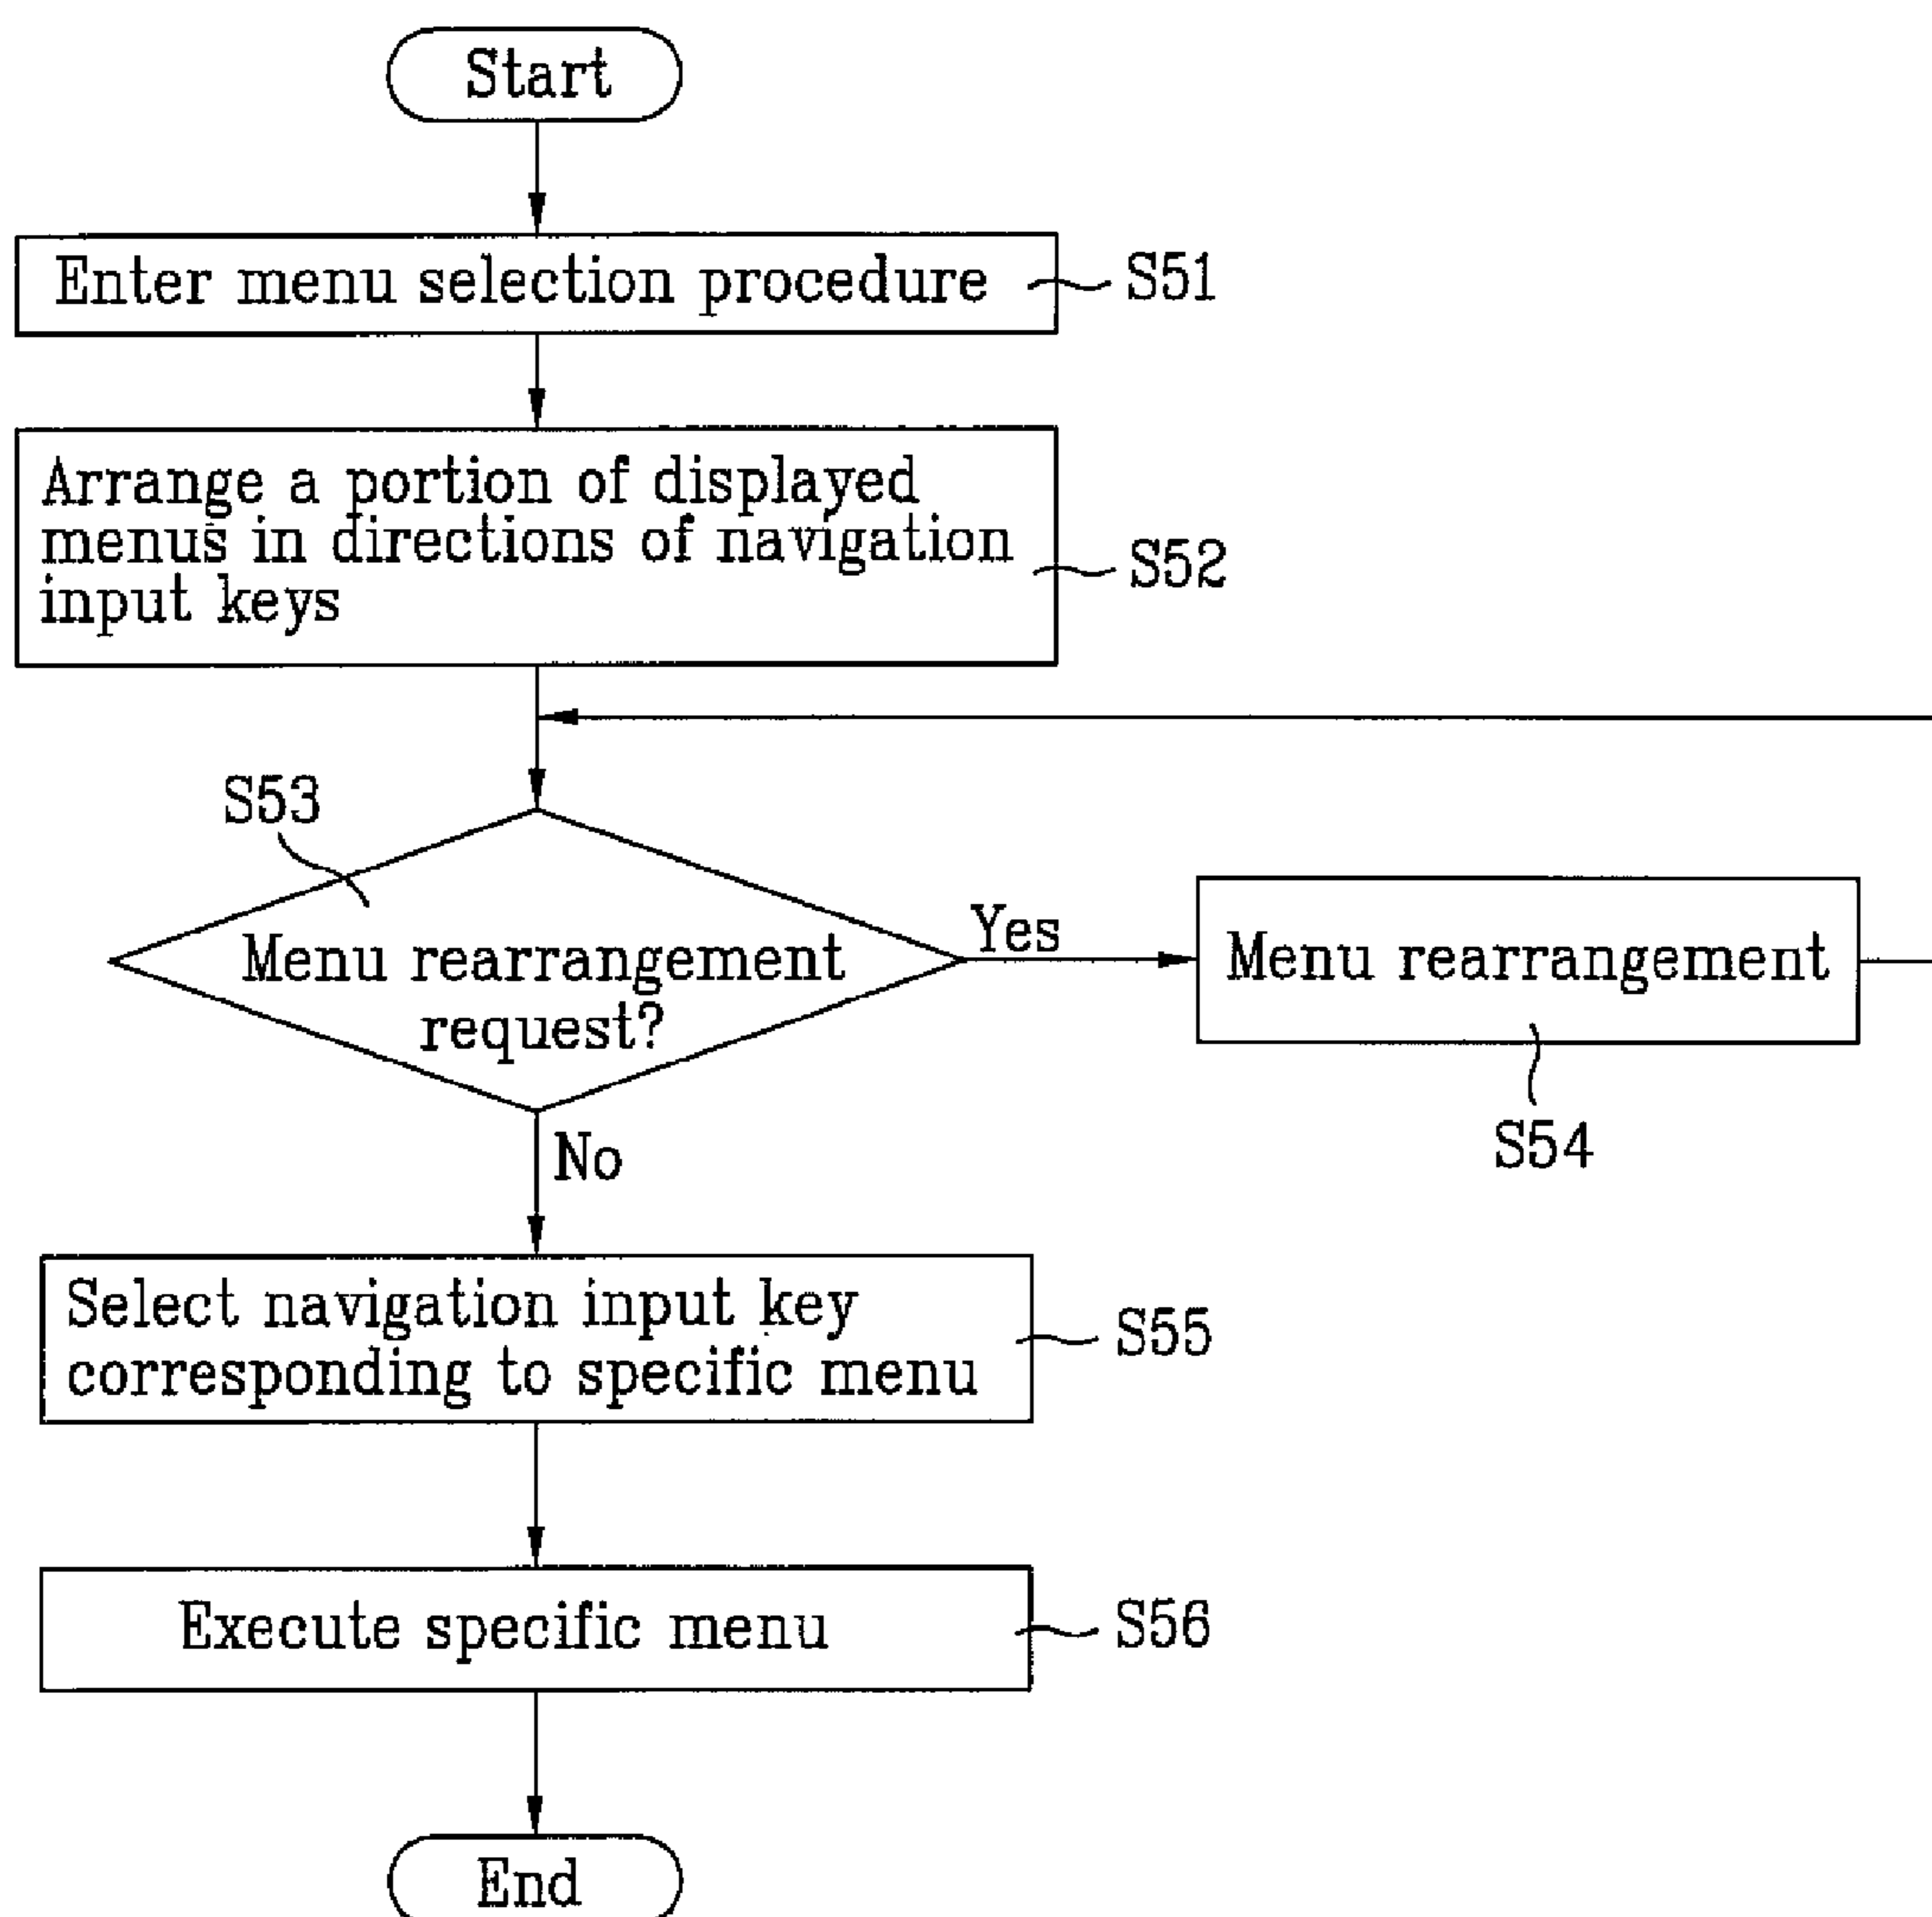 Start
Enter menu selection procedure
S51
Arrange a portion of displayed
menus in directions of navigation
input keys
S52
S53
Menu rearrangement
request?
Yes
Menu rearrangement
S54
No
Select navigation input key
corresponding to specific menu
S55
Execute specific menu
S56
End